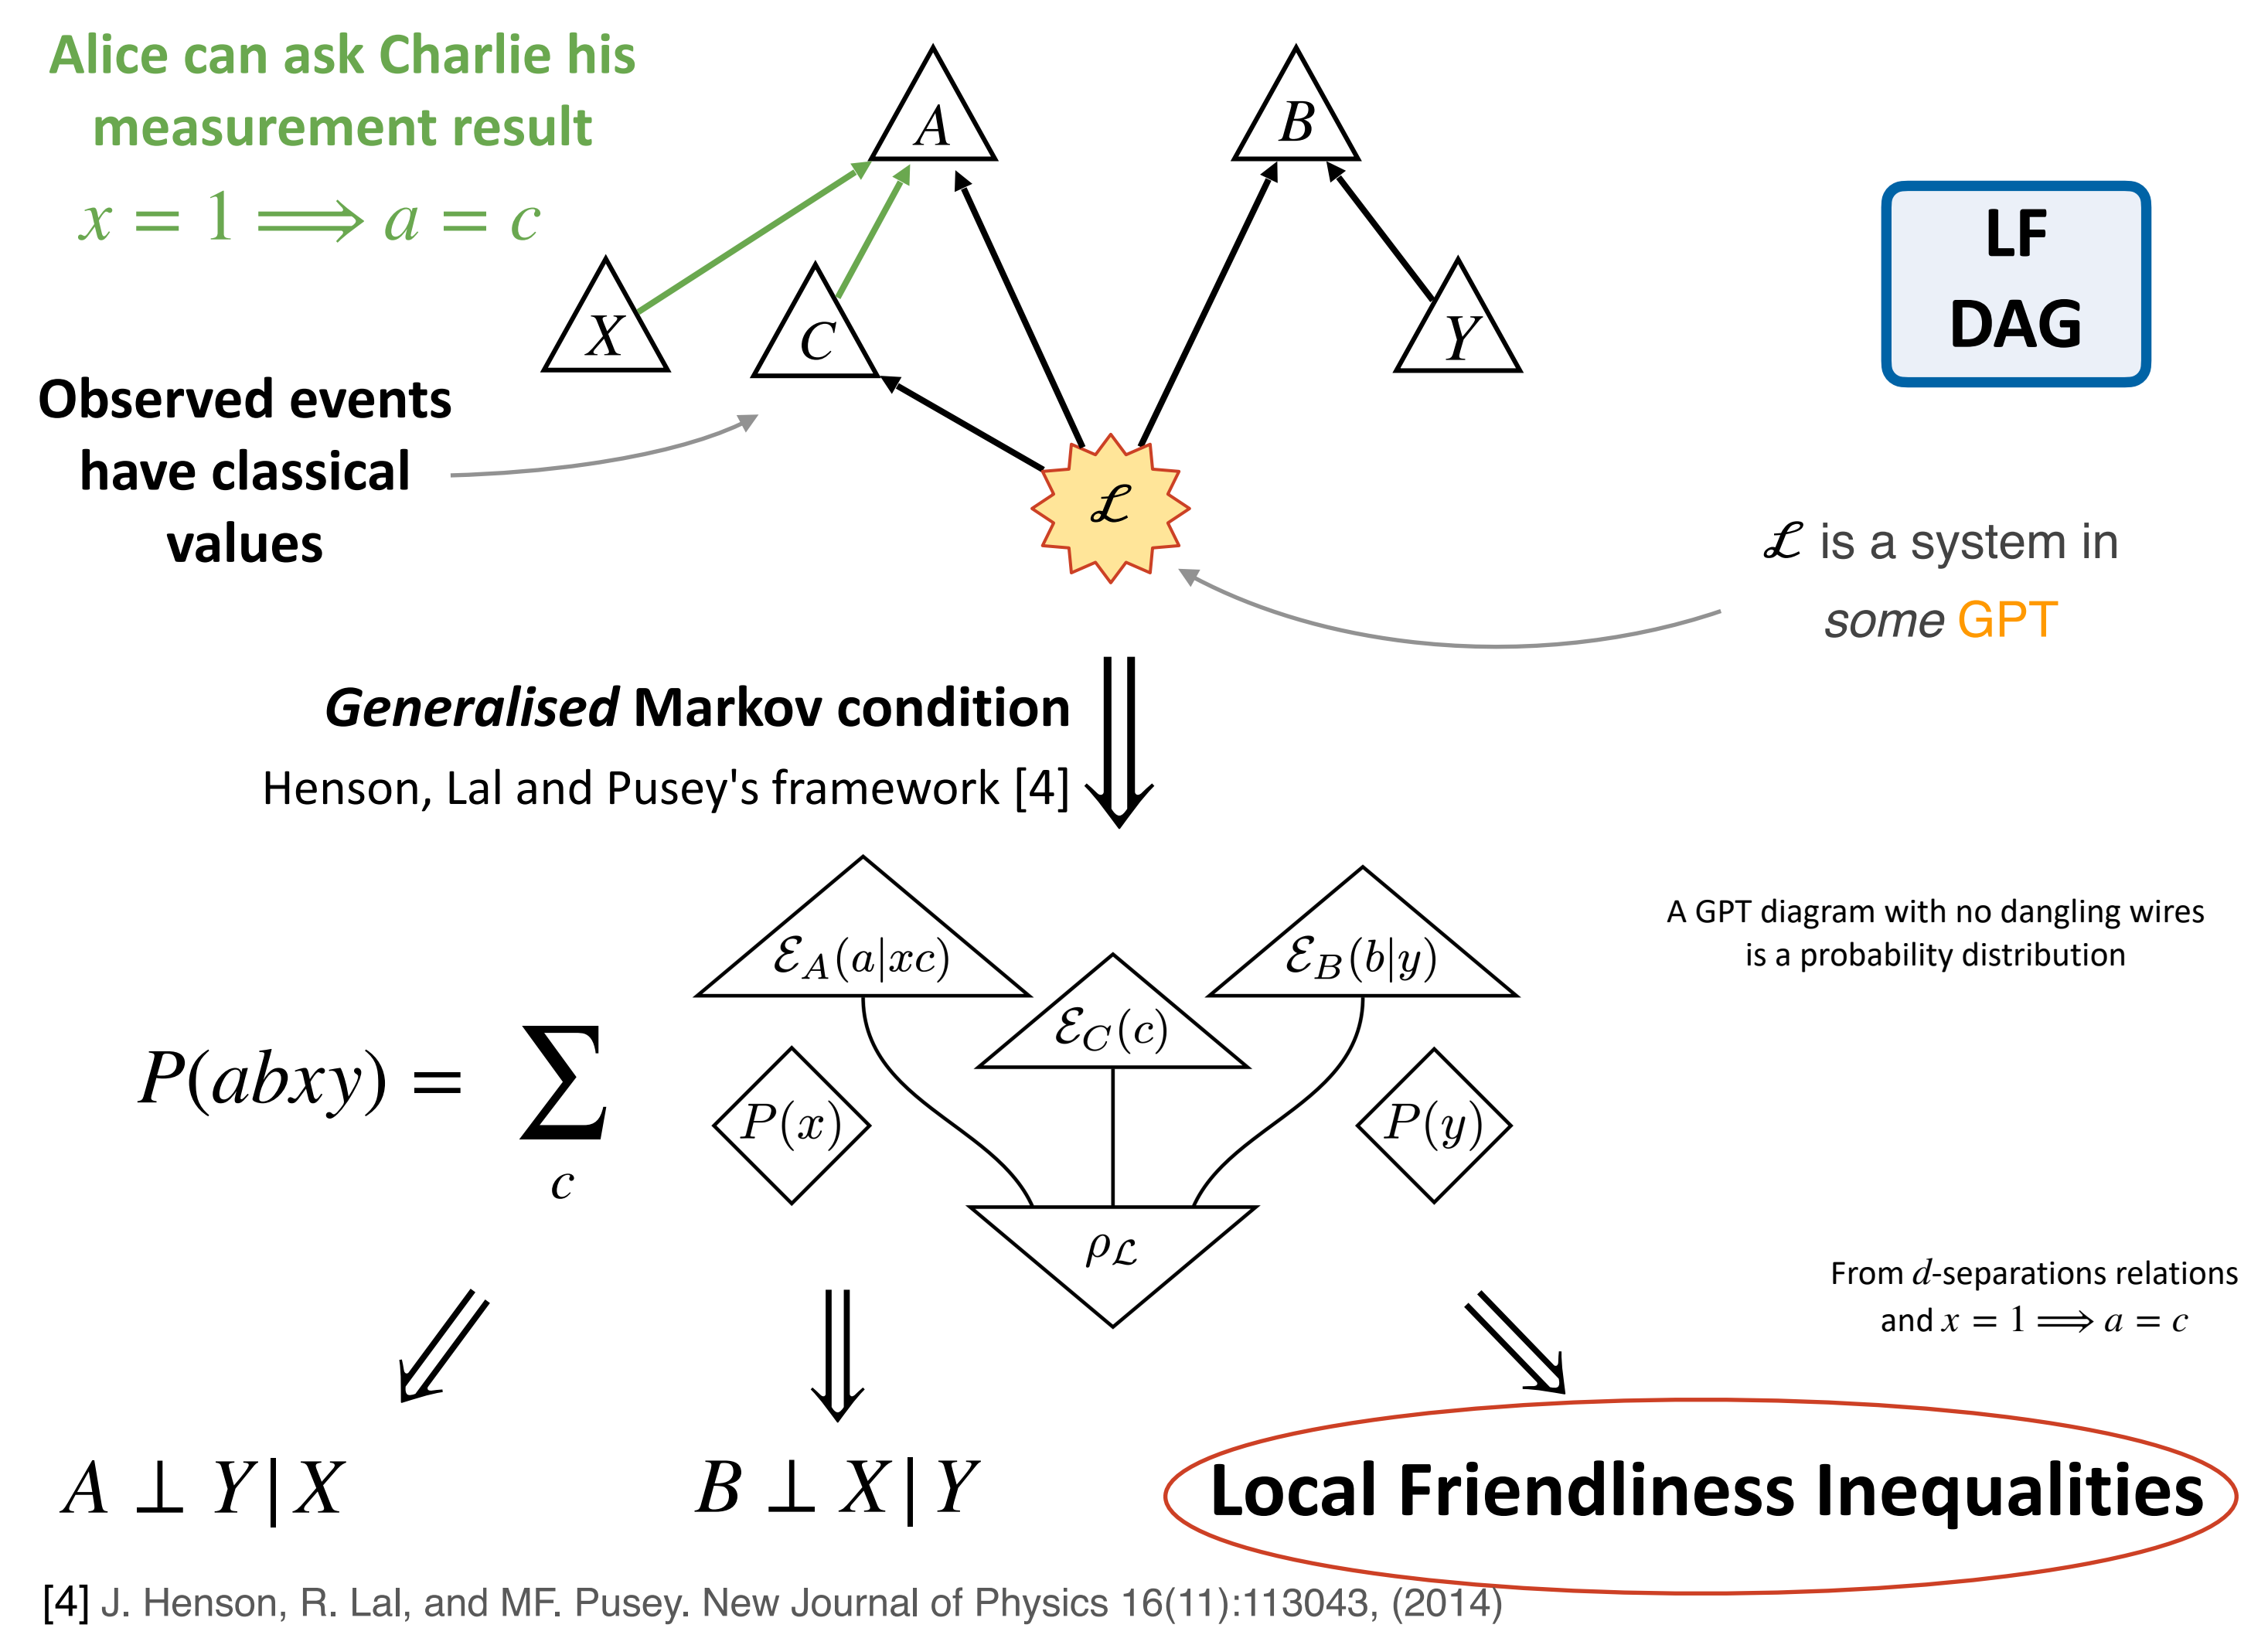 Alice can ask Charlie his
measurement result
x = 1 ⟹ a = c
A
B
X
C
Y
LF
DAG
Observed events
have classical
values
ℒ
ℒ is a system in
some GPT
Generalised Markov condition
Henson, Lal and Pusey's framework [4]
A GPT diagram with no dangling wires
is a probability distribution
P(abxy) = ∑
c
ℰ_A(a|xc)
ℰ_B(b|y)
ℰ_C(c)
P(x)
P(y)
ρ_ℒ
From d-separations relations
and x = 1 ⟹ a = c
A ⊥ Y|X
B ⊥ X|Y
Local Friendliness Inequalities
[4] J. Henson, R. Lal, and MF. Pusey. New Journal of Physics 16(11):113043, (2014)